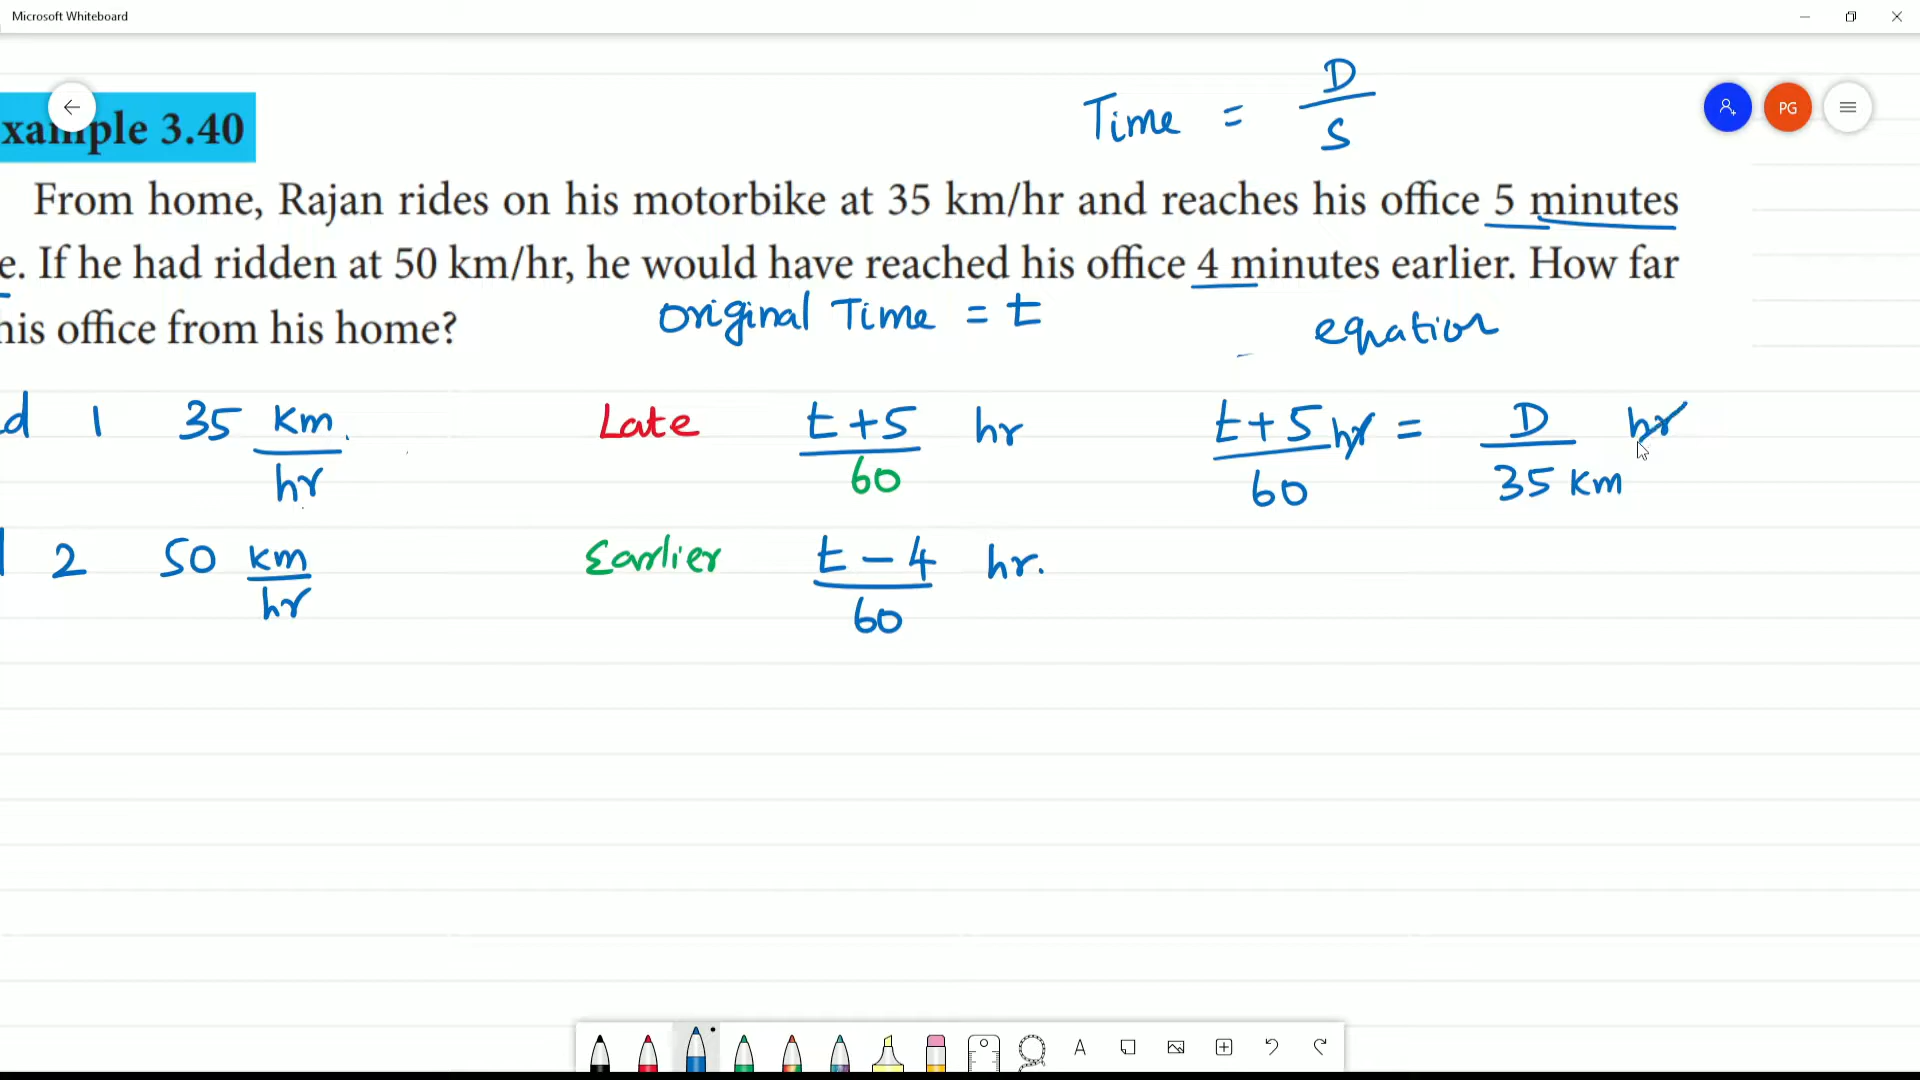 Microsoft Whiteboard
Time = D/S
xample 3.40
PG
From home, Rajan rides on his motorbike at 35 km/hr and reaches his office 5 minutes
e. If he had ridden at 50 km/hr, he would have reached his office 4 minutes earlier. How far
his office from his home?
original Time = t
equation
d 1 35 km/hr Late t+5/60 hr t+5/60 hr = D/35 km hr
2 50 km/hr Earlier t-4/60 hr.
A